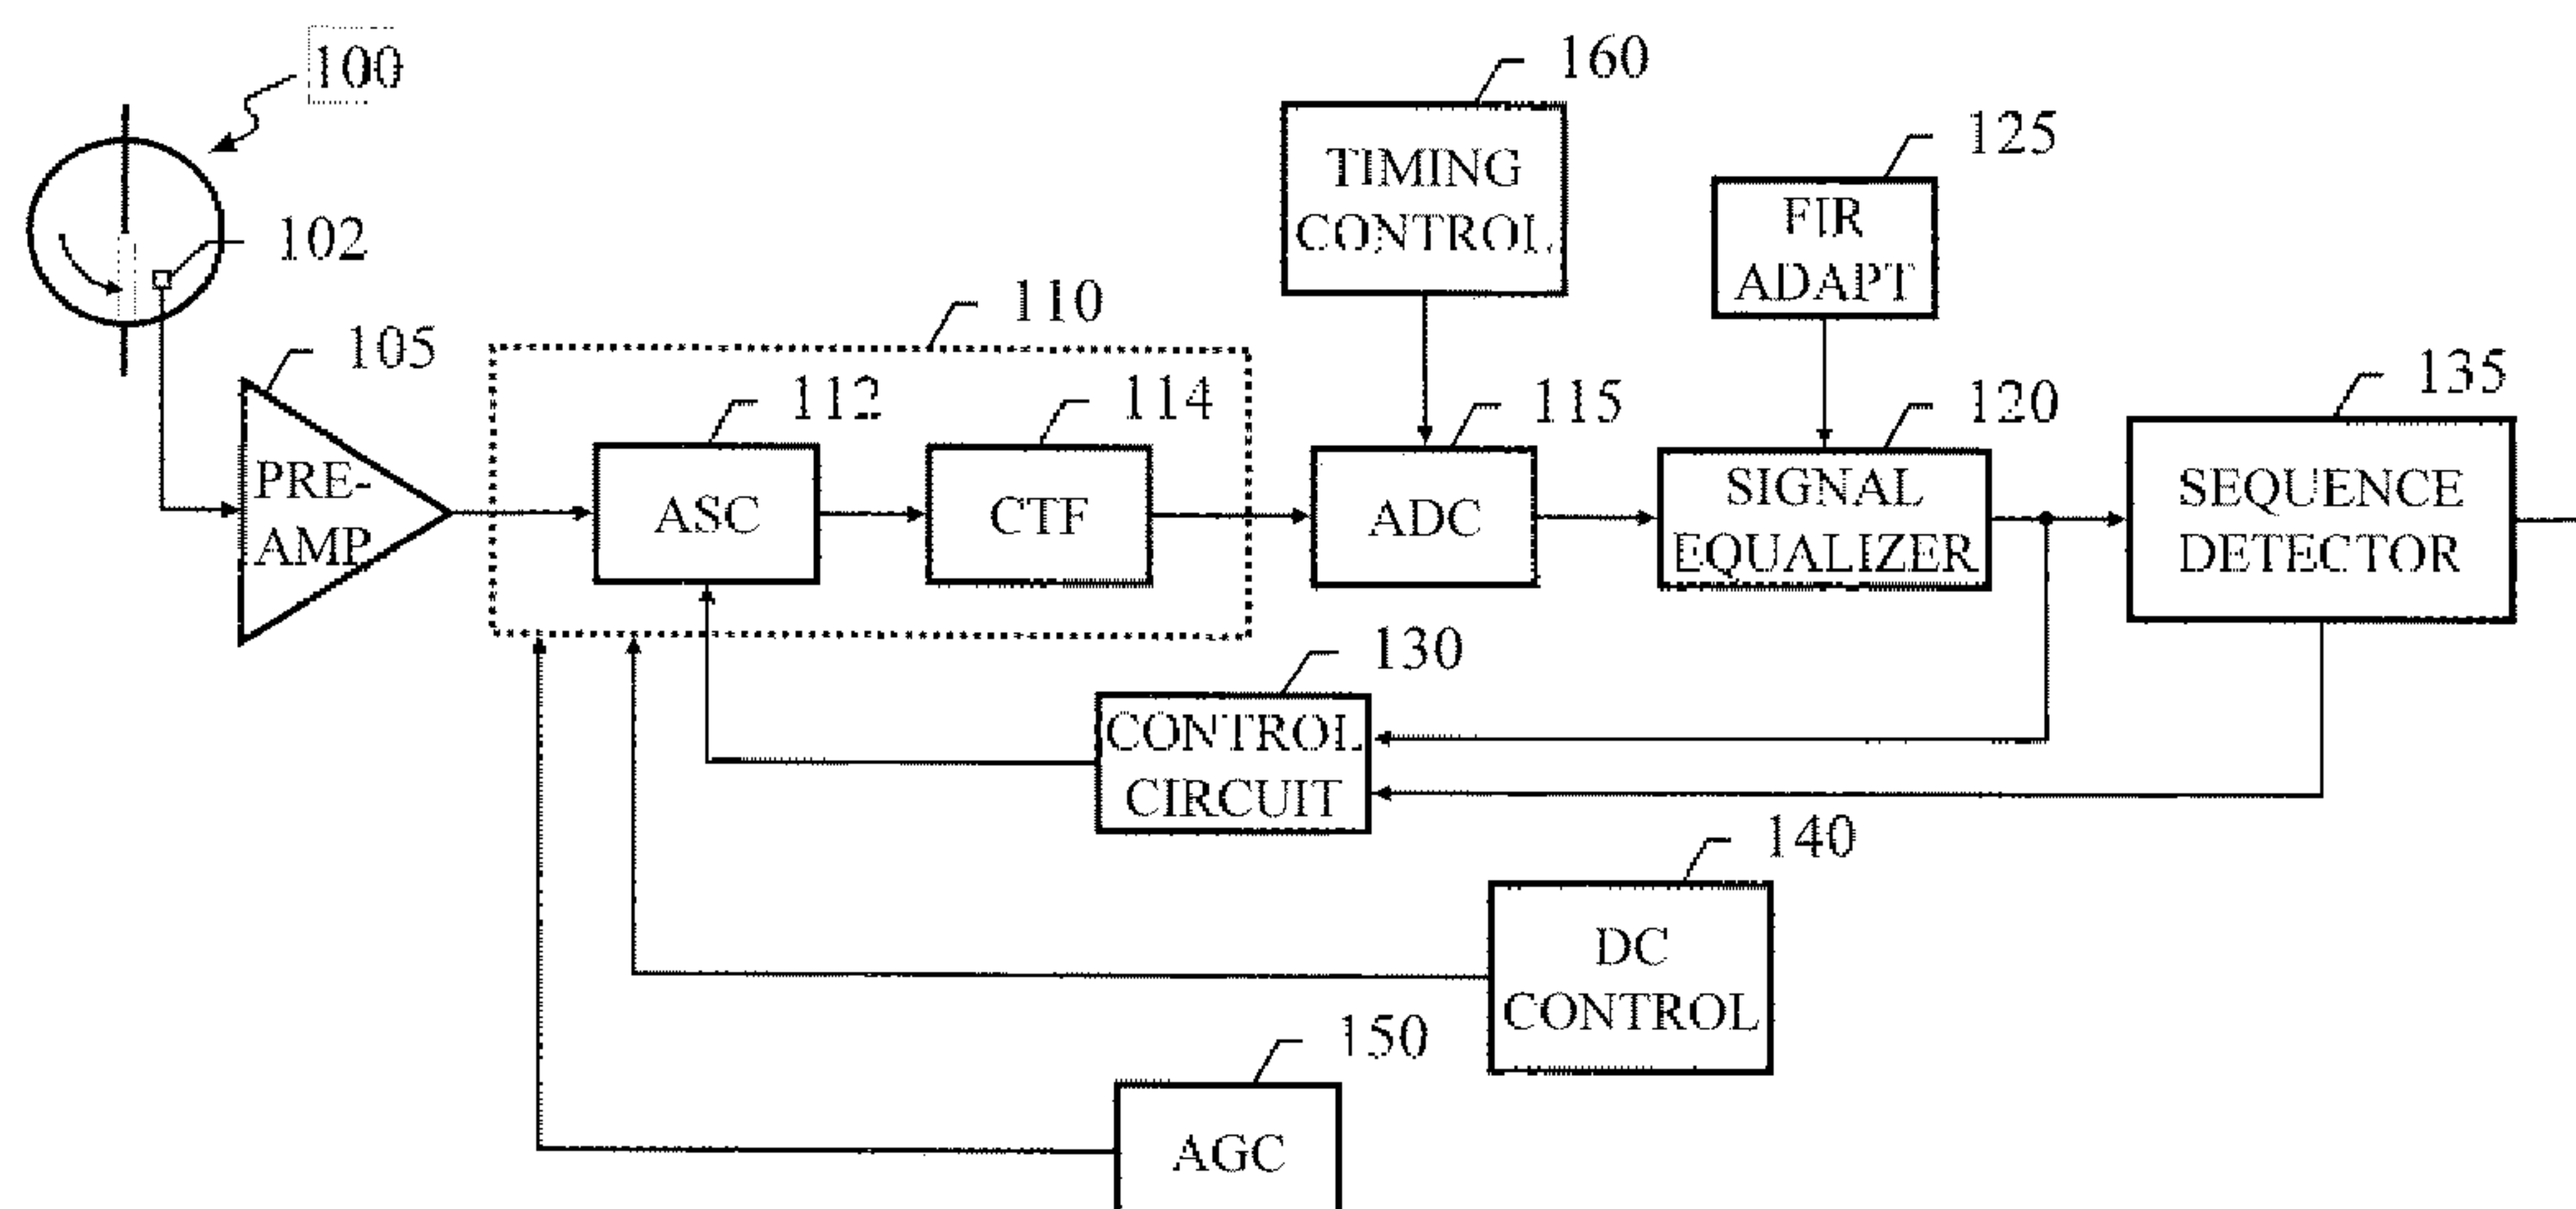 100
160
125
TIMING
CONTROL
FIR
ADAPT
102
110
105
135
112
114
115
120
PRE-
AMP
ASC
CTF
ADC
SIGNAL
EQUALIZER
SEQUENCE
DETECTOR
130
CONTROL
CIRCUIT
140
DC
CONTROL
150
AGC